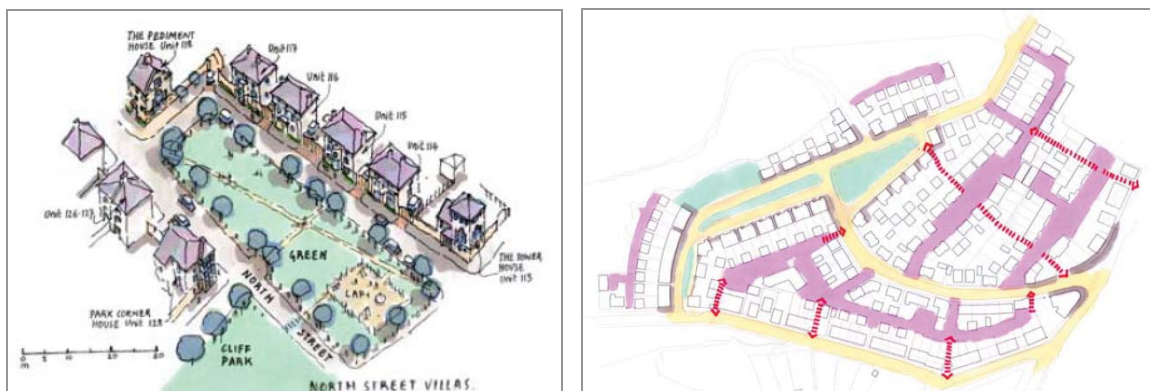 THE PEDIMENT
HOUSE Unit 118
Unit 117
Unit 116
Unit 115
Unit 114
Unit 126-127
GREEN
LAP
THE TOWER
HOUSE
Unit 113
NORTH
STREET
PARK CORNER
HOUSE Unit 128
CLIFF
PARK
0 5 10 20 30
m
NORTH STREET VILLAS.